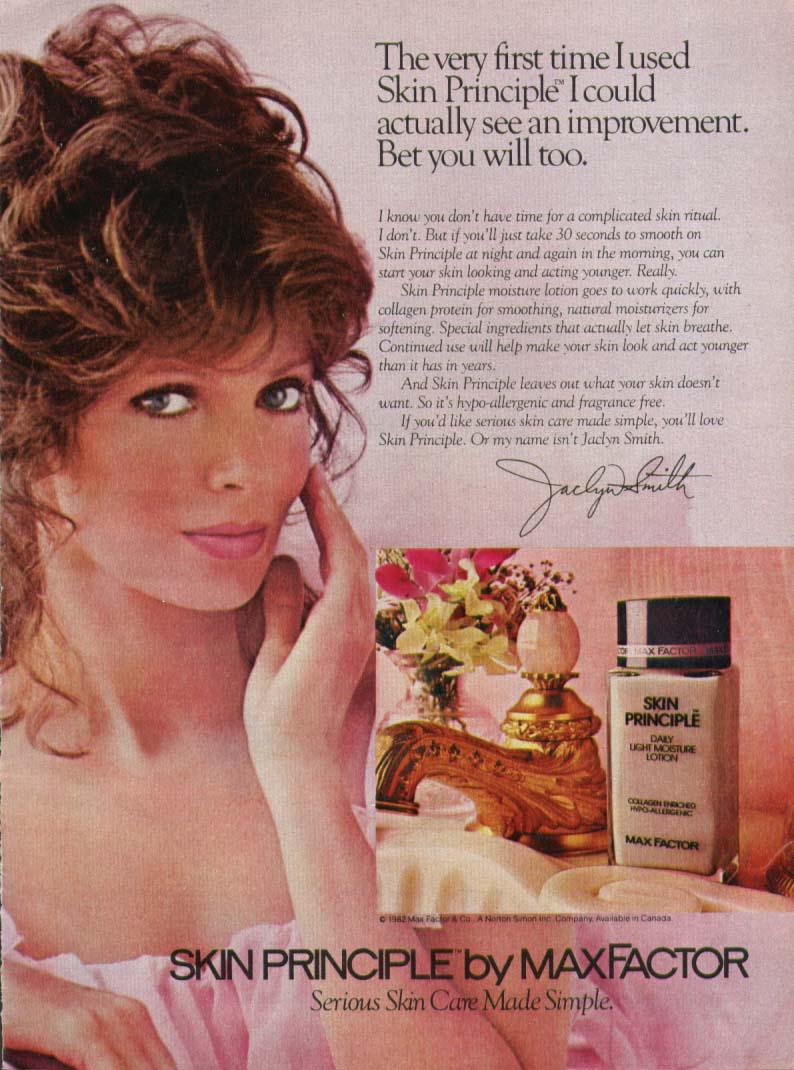 The very first time I used
Skin Principle™ I could
actually see an improvement.
Bet you will too.
I know you don't have time for a complicated skin ritual.
I don't. But if you'll just take 30 seconds to smooth on
Skin Principle at night and again in the morning, you can
start your skin looking and acting younger. Really.
Skin Principle moisture lotion goes to work quickly, with
collagen protein for smoothing, natural moisturizers for
softening. Special ingredients that actually let skin breathe.
Continued use will help make your skin look and act younger
than it has in years.
And Skin Principle leaves out what your skin doesn't
want. So it's hypo-allergenic and fragrance free.
If you'd like serious skin care made simple, you'll love
Skin Principle. Or my name isn't Jaclyn Smith.
Jaclyn Smith
MAX FACTOR
SKIN
PRINCIPLE™
DAILY
LIGHT MOISTURE
LOTION
COLLAGEN ENRICHED
HYPO-ALLERGENIC
MAX FACTOR
© 1982 Max Factor & Co., A Norton Simon Inc. Company. Available in Canada
SKIN PRINCIPLE™ by MAXFACTOR
Serious Skin Care Made Simple.